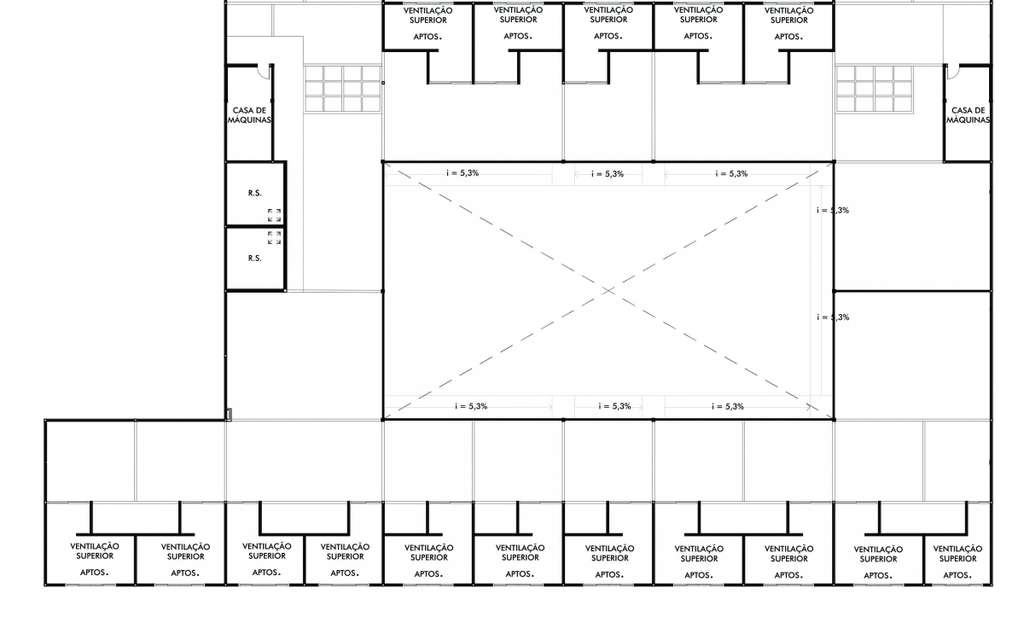 VENTILAÇÃO
SUPERIOR
APTOS.
VENTILAÇÃO
SUPERIOR
APTOS.
VENTILAÇÃO
SUPERIOR
APTOS.
VENTILAÇÃO
SUPERIOR
APTOS.
VENTILAÇÃO
SUPERIOR
APTOS.
CASA DE
MÁQUINAS
CASA DE
MÁQUINAS
i = 5,3%
i = 5,3%
i = 5,3%
R.S.
i = 5,3%
R.S.
i = 5,3%
i = 5,3%
i = 5,3%
i = 5,3%
VENTILAÇÃO
SUPERIOR
APTOS.
VENTILAÇÃO
SUPERIOR
APTOS.
VENTILAÇÃO
SUPERIOR
APTOS.
VENTILAÇÃO
SUPERIOR
APTOS.
VENTILAÇÃO
SUPERIOR
APTOS.
VENTILAÇÃO
SUPERIOR
APTOS.
VENTILAÇÃO
SUPERIOR
APTOS.
VENTILAÇÃO
SUPERIOR
APTOS.
VENTILAÇÃO
SUPERIOR
APTOS.
VENTILAÇÃO
SUPERIOR
APTOS.
VENTILAÇÃO
SUPERIOR
APTOS.